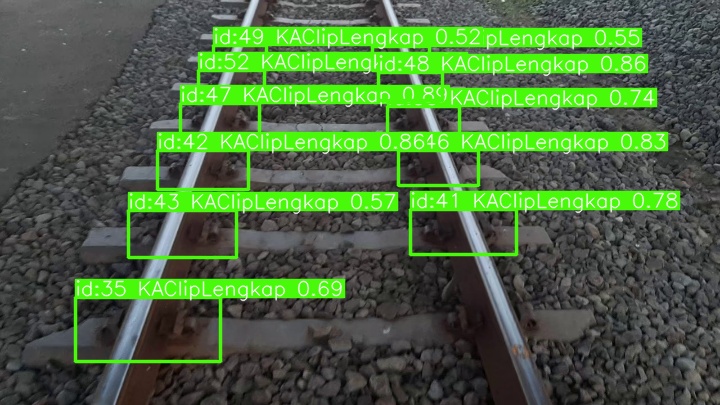 id:49 KAClipLengkap 0.52 pLengkap 0.55
id:52 KAClipLeng id:48 KAClipLengkap 0.86
id:47 KAClipLengkap 0.89 KAClipLengkap 0.74
id:42 KAClipLengkap 0.86 46 KAClipLengkap 0.83
id:43 KAClipLengkap 0.57 id:41 KAClipLengkap 0.78
id:35 KAClipLengkap 0.69